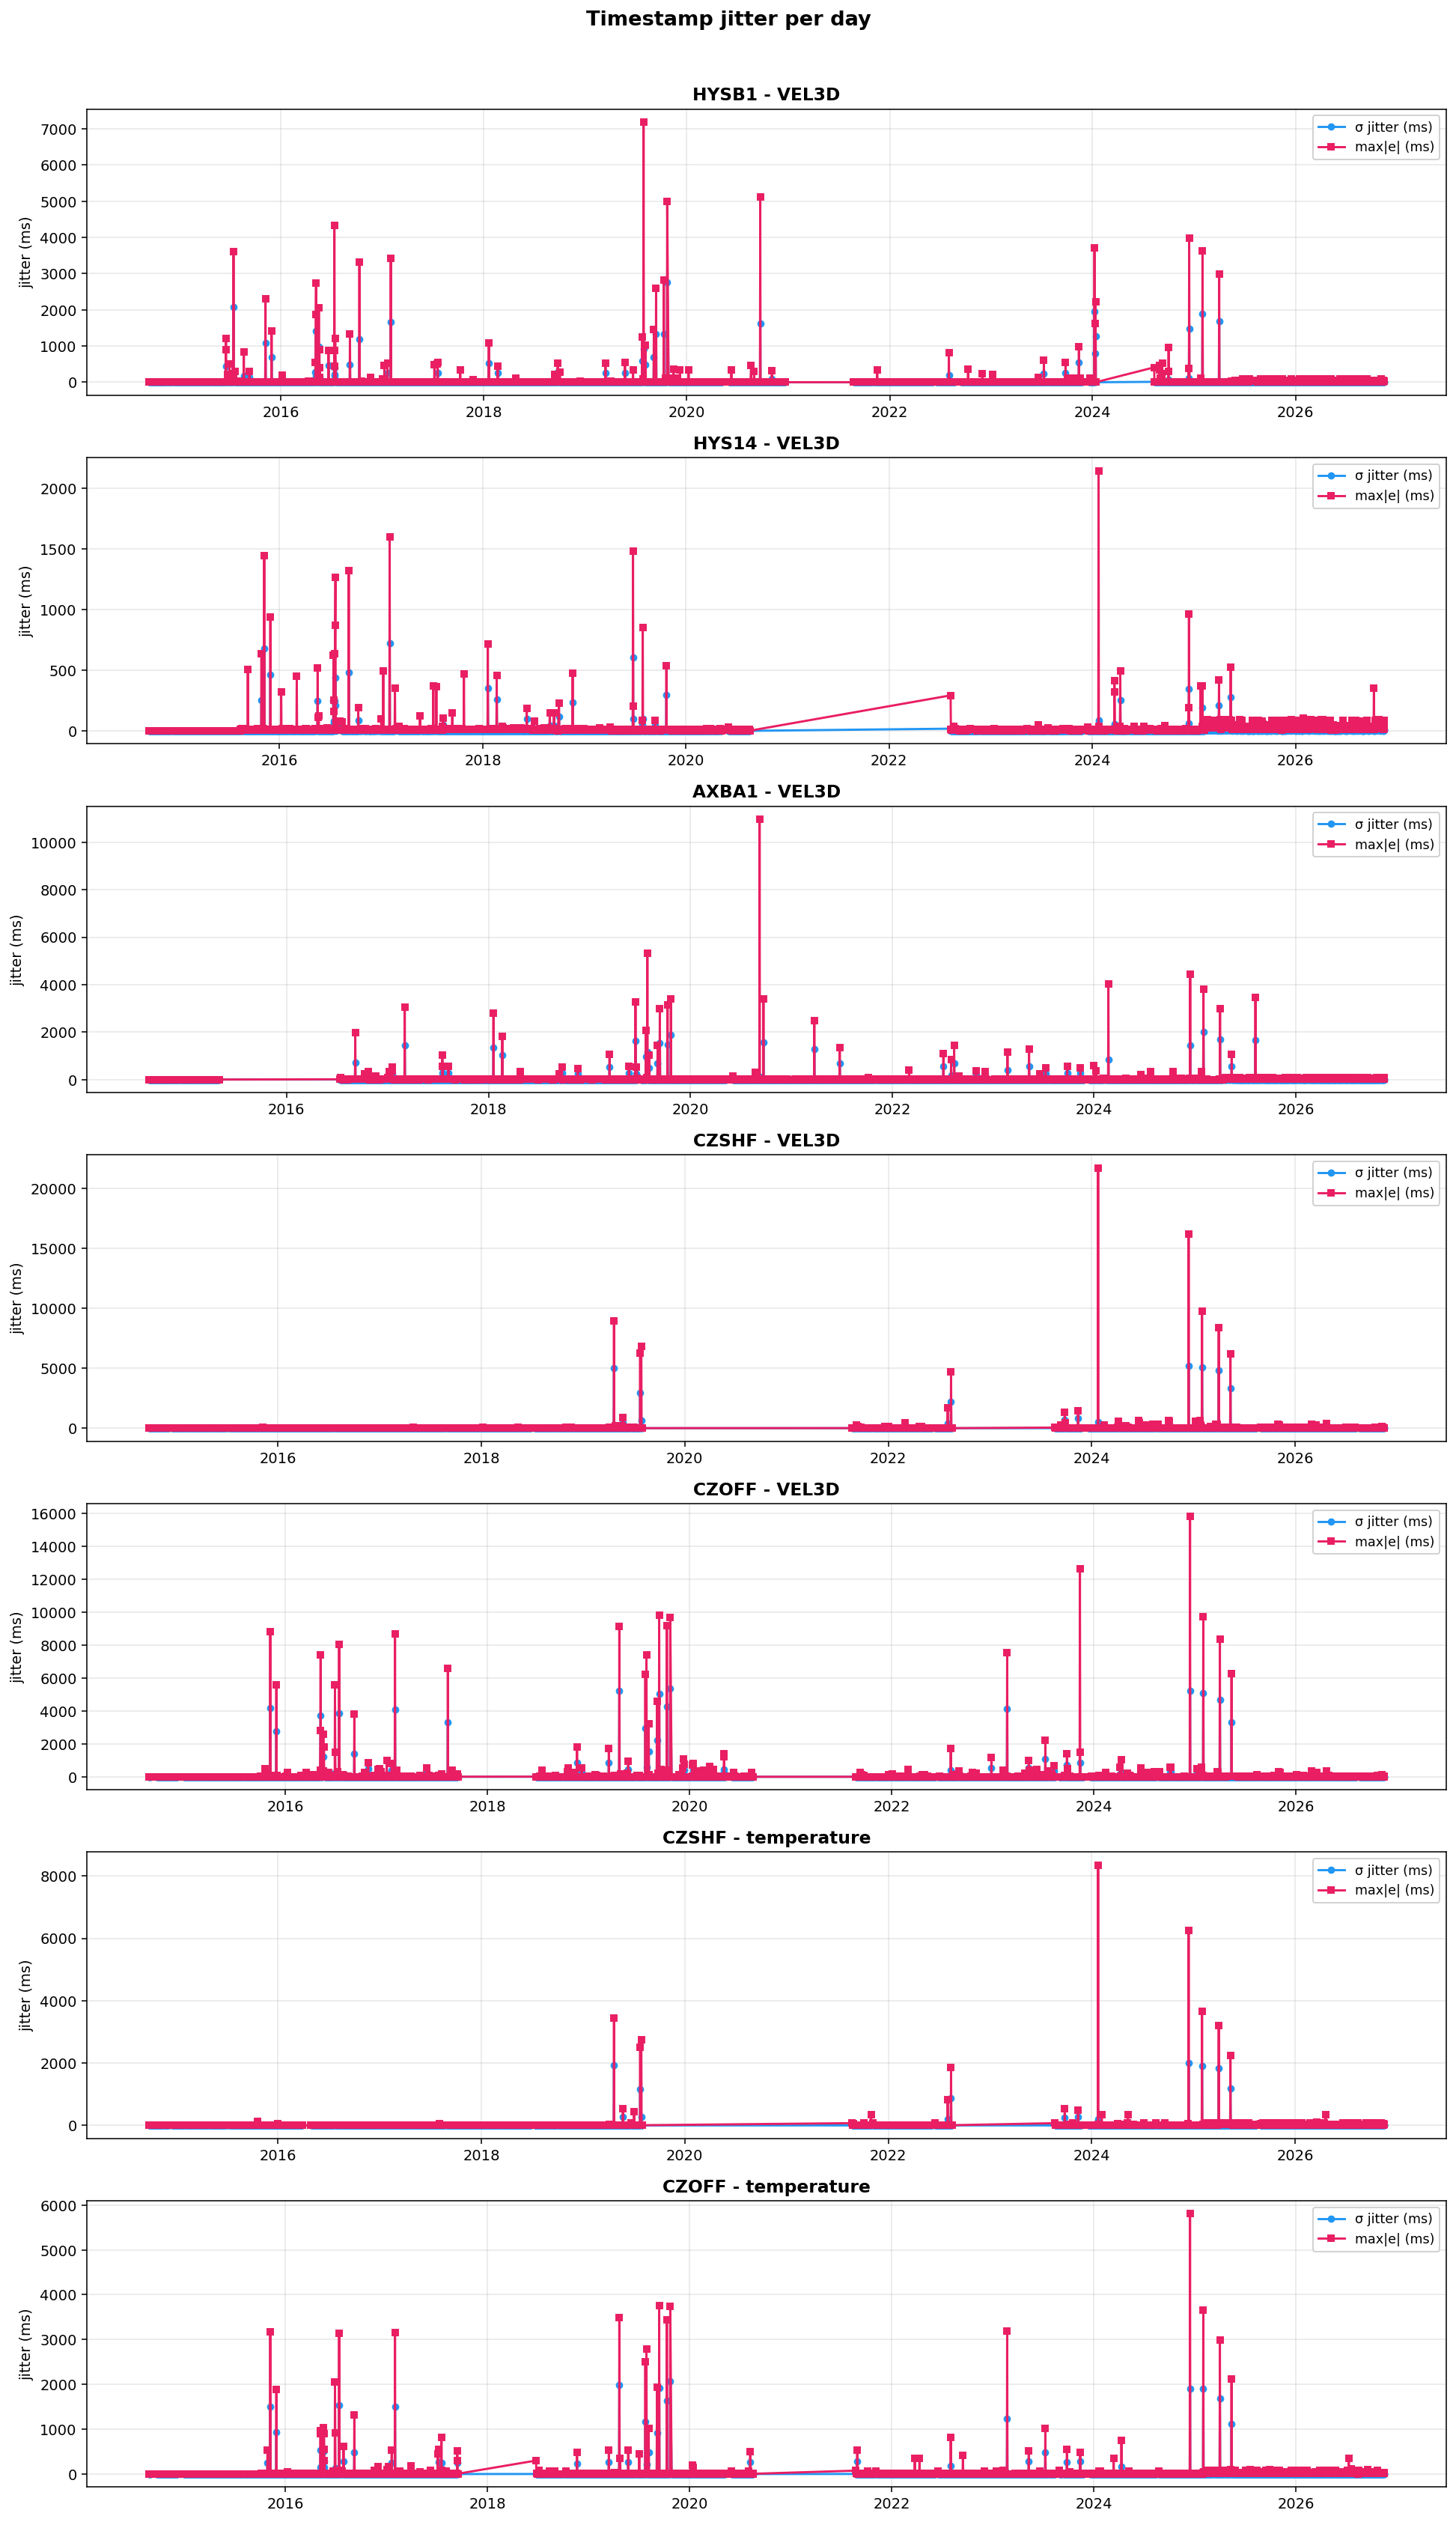 Timestamp jitter per day
HYSB1 - VEL3D
σ jitter (ms)
max|e| (ms)
jitter (ms)
7000
6000
5000
4000
3000
2000
1000
0
2016 2018 2020 2022 2024 2026
HYS14 - VEL3D
σ jitter (ms)
max|e| (ms)
jitter (ms)
2000
1500
1000
500
0
2016 2018 2020 2022 2024 2026
AXBA1 - VEL3D
σ jitter (ms)
max|e| (ms)
jitter (ms)
10000
8000
6000
4000
2000
0
2016 2018 2020 2022 2024 2026
CZSHF - VEL3D
σ jitter (ms)
max|e| (ms)
jitter (ms)
20000
15000
10000
5000
0
2016 2018 2020 2022 2024 2026
CZOFF - VEL3D
σ jitter (ms)
max|e| (ms)
jitter (ms)
16000
14000
12000
10000
8000
6000
4000
2000
0
2016 2018 2020 2022 2024 2026
CZSHF - temperature
σ jitter (ms)
max|e| (ms)
jitter (ms)
8000
6000
4000
2000
0
2016 2018 2020 2022 2024 2026
CZOFF - temperature
σ jitter (ms)
max|e| (ms)
jitter (ms)
6000
5000
4000
3000
2000
1000
0
2016 2018 2020 2022 2024 2026